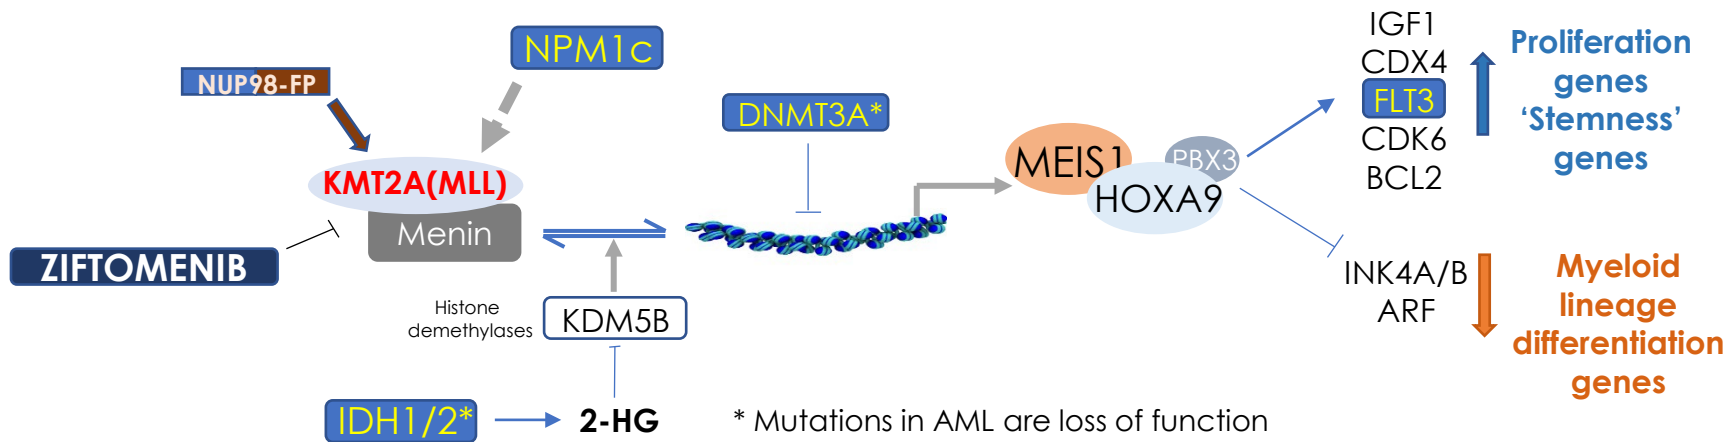 NPM1c
NUP98-FP
KMT2A(MLL)
Menin
ZIFTOMENIB
Histone
demethylases
KDM5B
IDH1/2*
2-HG
DNMT3A*
MEIS1
PBX3
HOXA9
IGF1
CDX4
FLT3
CDK6
BCL2
Proliferation
genes
‘Stemness’
genes
INK4A/B
ARF
Myeloid
lineage
differentiation
genes
* Mutations in AML are loss of function